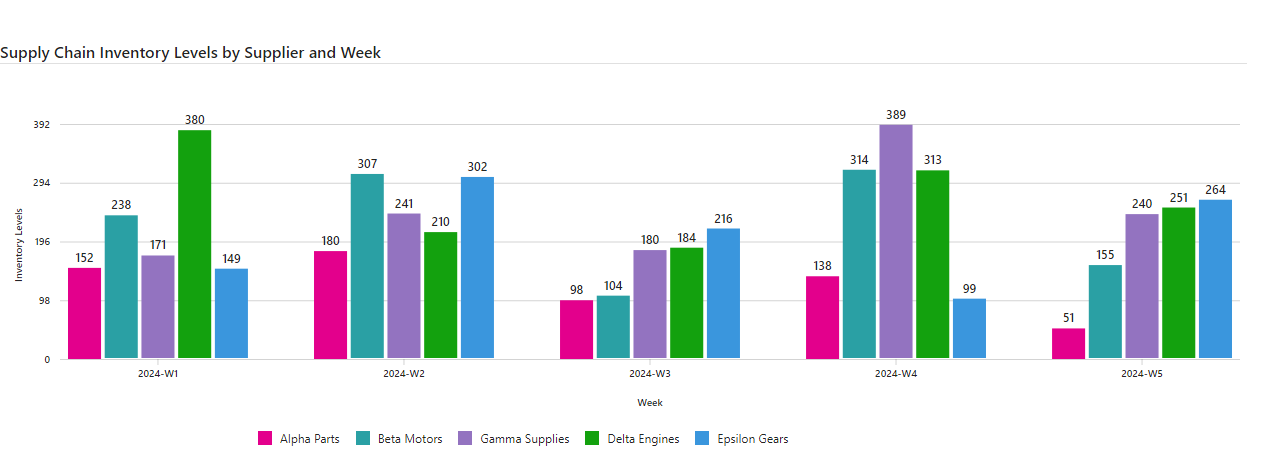 Supply Chain Inventory Levels by Supplier and Week
392
294
196
98
0
Inventory Levels
152
238
171
380
149
180
307
241
210
302
98
104
180
184
216
138
314
389
313
99
51
155
240
251
264
2024-W1
2024-W2
2024-W3
2024-W4
2024-W5
Week
Alpha Parts
Beta Motors
Gamma Supplies
Delta Engines
Epsilon Gears